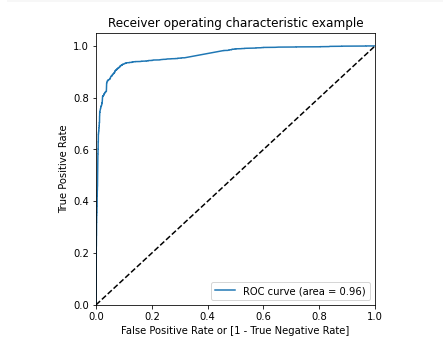 Receiver operating characteristic example
1.0
0.8
0.6
0.4
0.2
0.0
True Positive Rate
ROC curve (area = 0.96)
0.0 0.2 0.4 0.6 0.8 1.0
False Positive Rate or [1 - True Negative Rate]